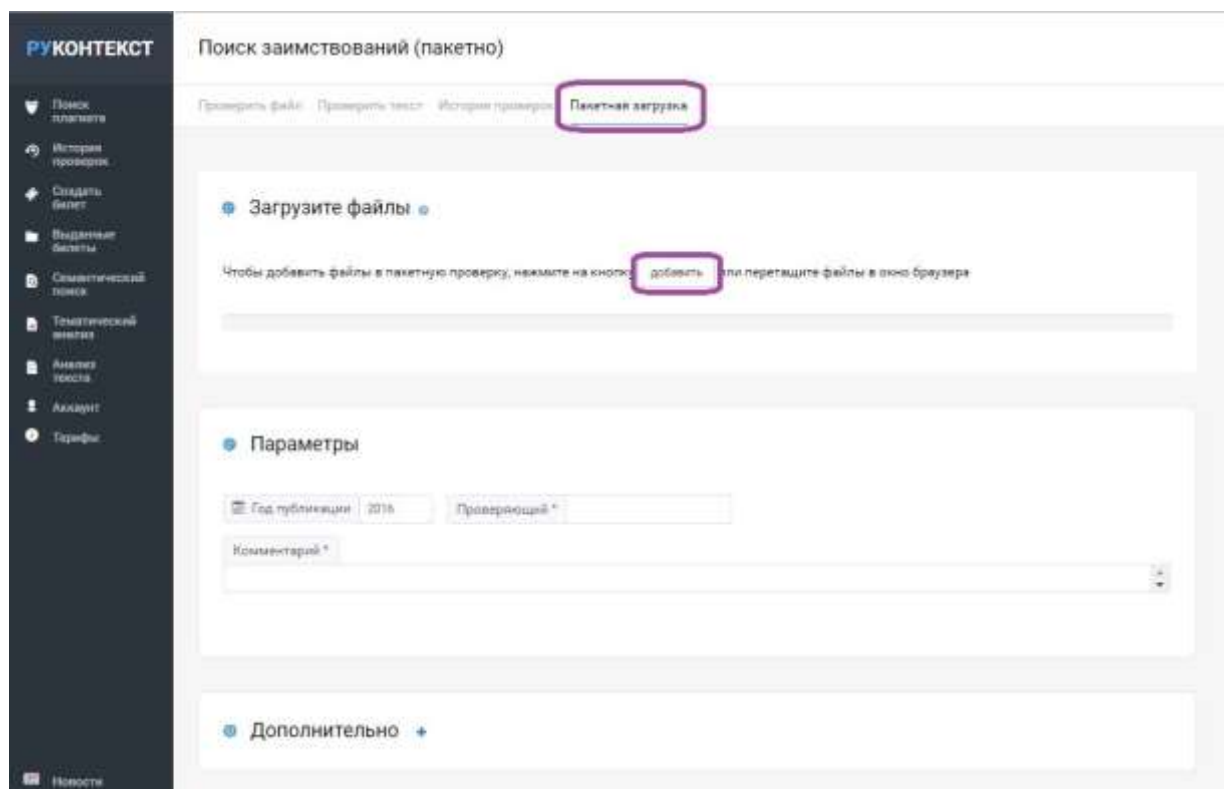 РУКОНТЕКСТ
Поиск заимствований (пакетно)
Проверить файл Проверить текст История проверок Пакетная загрузка
Поиск
плагиата
История
проверок
Создать
билет
Выданные
билеты
Семантический
поиск
Тематический
анализ
Анализ
текста
Аккаунт
Тарифы
Новости
Загрузите файлы
Чтобы добавить файлы в пакетную проверку, нажмите на кнопку добавить или перетащите файлы в окно браузера
Параметры
Год публикации 2016 Проверяющий *
Комментарий *
Дополнительно +